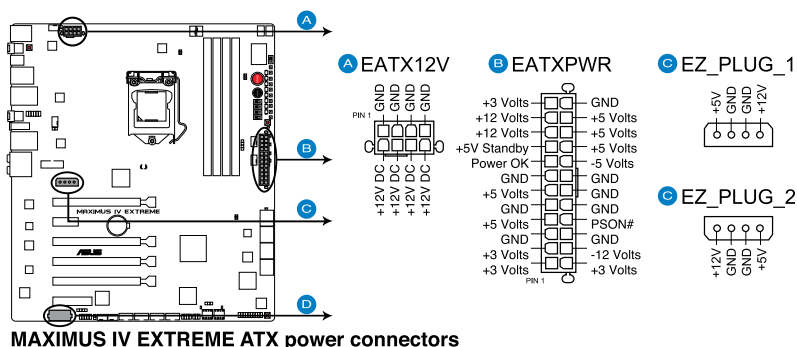 A
A EATX12V
GND
GND
GND
GND
PIN 1
+12V DC
+12V DC
+12V DC
+12V DC
B EATXPWR
+3 Volts GND
+12 Volts +5 Volts
+12 Volts +5 Volts
+5V Standby +5 Volts
Power OK -5 Volts
GND GND
+5 Volts GND
GND GND
+5 Volts PSON#
GND GND
+3 Volts -12 Volts
+3 Volts +3 Volts
PIN 1
C EZ_PLUG_1
+5V
GND
GND
+12V
C EZ_PLUG_2
+12V
GND
GND
+5V
B
C
MAXIMUS IV EXTREME
ASUS
D
MAXIMUS IV EXTREME ATX power connectors